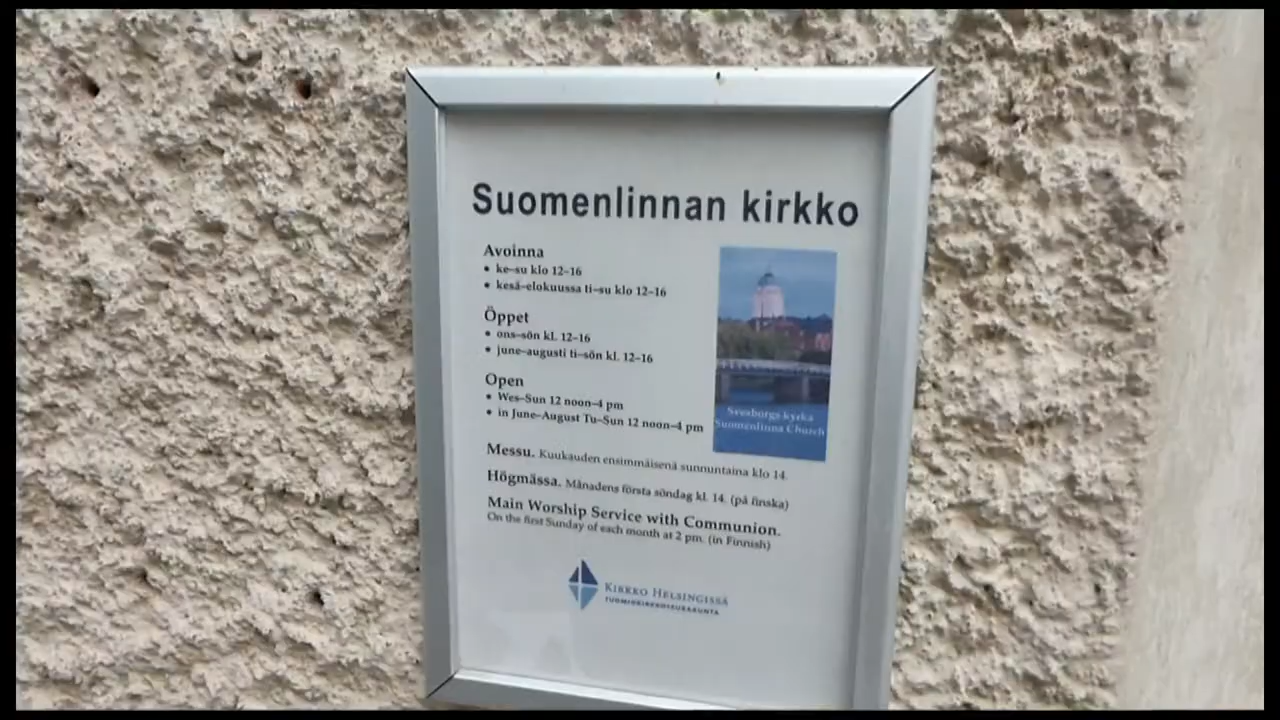 Suomenlinnan kirkko
Avoinna
• ke–su klo 12–16
• kesä–elokuussa ti–su klo 12–16
Öppet
• ons–sön kl. 12–16
• june–augusti ti–sön kl. 12–16
Open
• Wes–Sun 12 noon–4 pm
• in June–August Tu–Sun 12 noon–4 pm
Sveaborgs kyrka
Suomenlinna Church
Messu. Kuukauden ensimmäisenä sunnuntaina klo 14.
Högmässa. Månadens första söndag kl. 14. (på finska)
Main Worship Service with Communion.
On the first Sunday of each month at 2 pm. (in Finnish)
KIRKKO HELSINGISSÄ
TUOMIOKIRKKOSEURAKUNTA